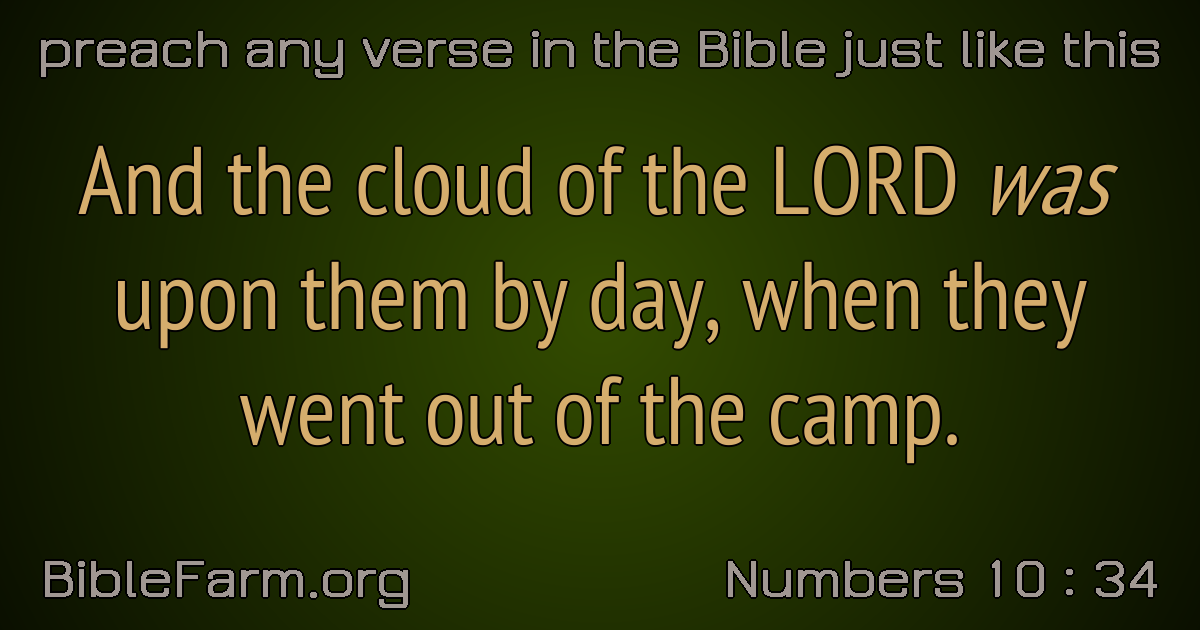 preach any verse in the Bible just like this
And the cloud of the LORD was
upon them by day, when they
went out of the camp.
BibleFarm.org
Numbers 10 : 34